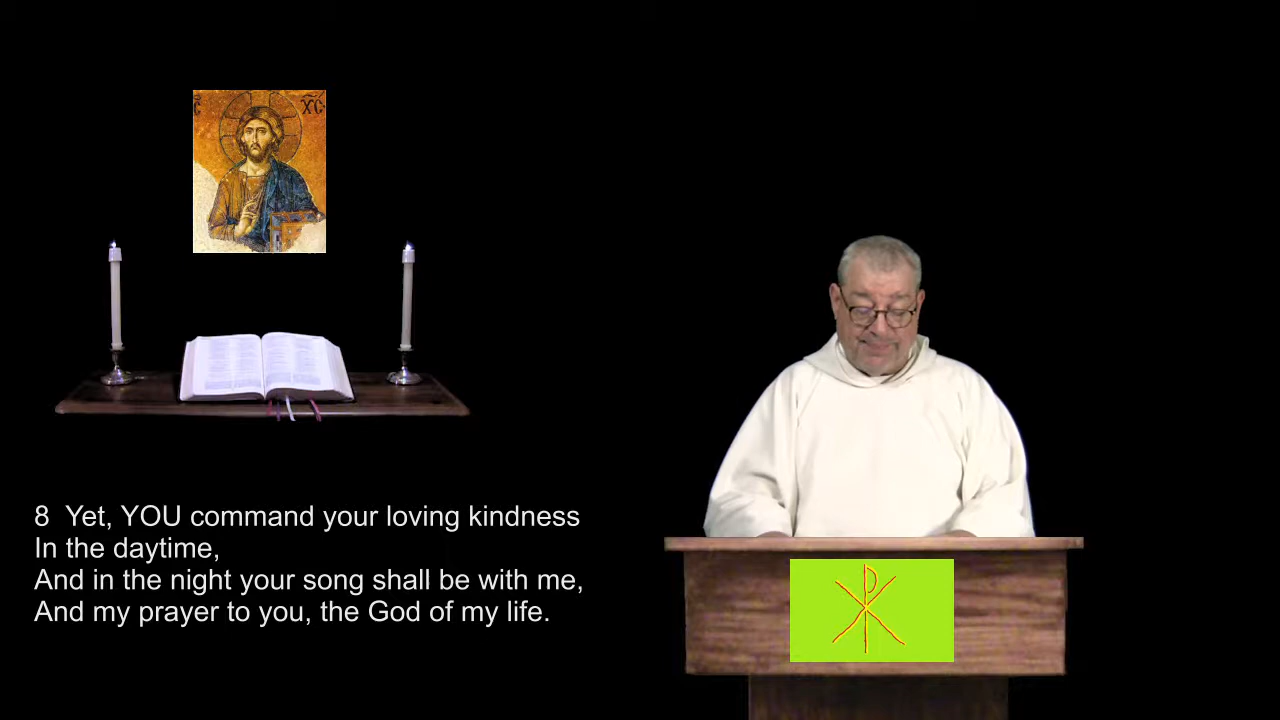 XC
8  Yet, YOU command your loving kindness
In the daytime,
And in the night your song shall be with me,
And my prayer to you, the God of my life.